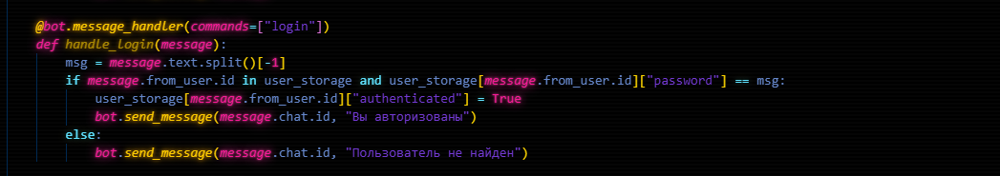 @bot.message_handler(commands=["login"])
def handle_login(message):
    msg = message.text.split()[-1]
    if message.from_user.id in user_storage and user_storage[message.from_user.id]["password"] == msg:
        user_storage[message.from_user.id]["authenticated"] = True
        bot.send_message(message.chat.id, "Вы авторизованы")
    else:
        bot.send_message(message.chat.id, "Пользователь не найден")